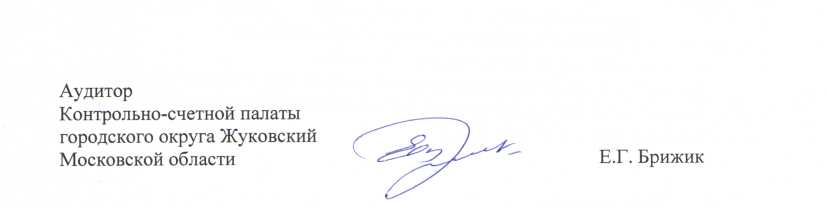 Аудитор
Контрольно-счетной палаты
городского округа Жуковский
Московской области Е.Г. Брижик